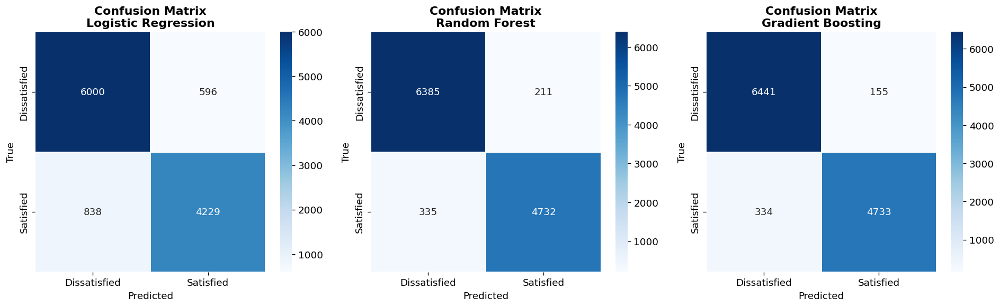 Confusion Matrix
Logistic Regression
6000
596
838
4229
Dissatisfied
Satisfied
True
Dissatisfied
Satisfied
Predicted
6000
5000
4000
3000
2000
1000
Confusion Matrix
Random Forest
6385
211
335
4732
Dissatisfied
Satisfied
True
Dissatisfied
Satisfied
Predicted
6000
5000
4000
3000
2000
1000
Confusion Matrix
Gradient Boosting
6441
155
334
4733
Dissatisfied
Satisfied
True
Dissatisfied
Satisfied
Predicted
6000
5000
4000
3000
2000
1000